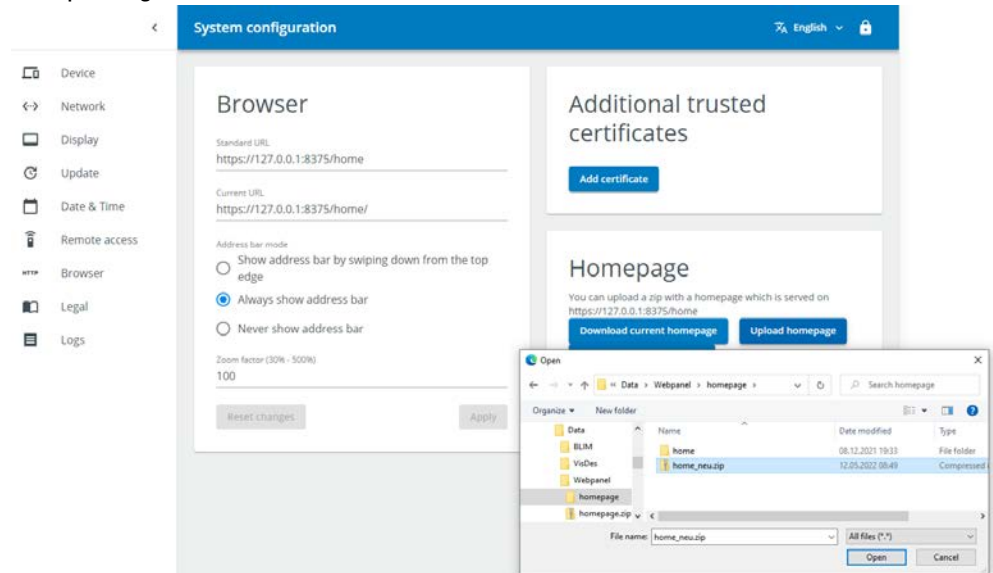 System configuration
English
Device
Network
Display
Update
Date & Time
Remote access
HTTP
Browser
Legal
Logs
Browser
Standard URL
https://127.0.0.1:8375/home
Current URL
https://127.0.0.1:8375/home/
Address bar mode
Show address bar by swiping down from the top
edge
Always show address bar
Never show address bar
Zoom factor (30% - 500%)
100
Reset changes
Apply
Additional trusted
certificates
Add certificate
Homepage
You can upload a zip with a homepage which is served on
https://127.0.0.1:8375/home
Download current homepage
Upload homepage
Open
« Data › Webpanel › homepage ›
Search homepage
Organize
New folder
Data
BLIM
VisDes
Webpanel
homepage
homepage.zip
Name
Date modified
Type
home
08.12.2021 19:33
File folder
home_neu.zip
12.05.2022 08:49
Compressed
File name:
home_neu.zip
All files (*.*)
Open
Cancel